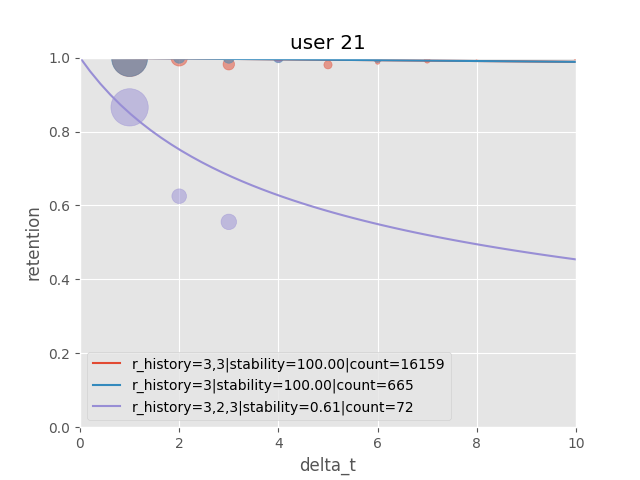 user 21
retention
1.0
0.8
0.6
0.4
0.2
0.0
r_history=3,3|stability=100.00|count=16159
r_history=3|stability=100.00|count=665
r_history=3,2,3|stability=0.61|count=72
0 2 4 6 8 10
delta_t